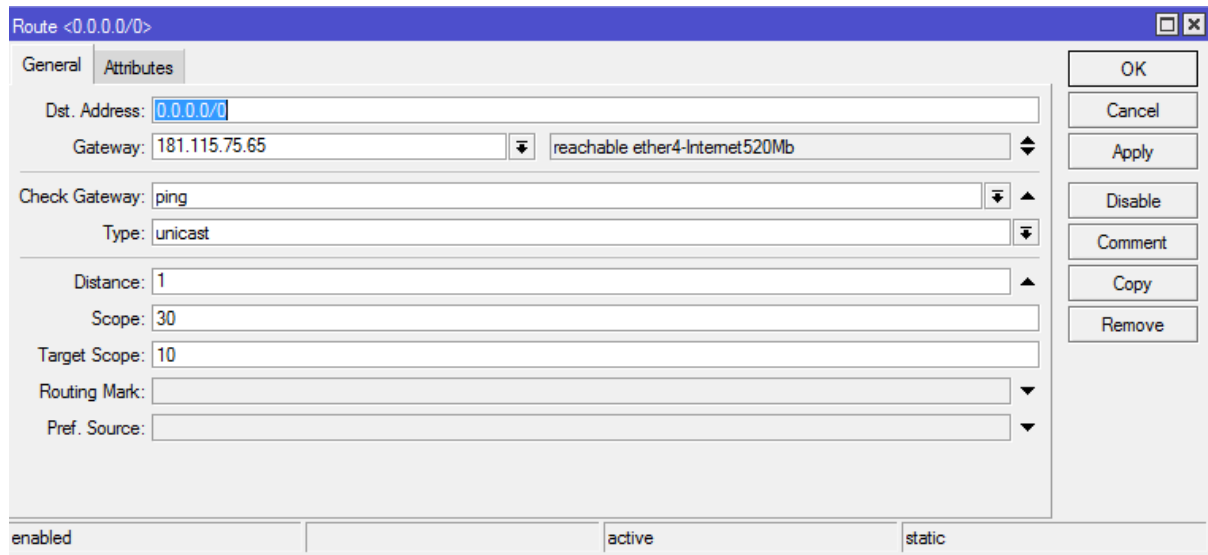 Route <0.0.0.0/0>
General Attributes
OK
Dst. Address: 0.0.0.0/0
Cancel
Gateway: 181.115.75.65 reachable ether4-Internet520Mb
Apply
Check Gateway: ping
Disable
Type: unicast
Comment
Distance: 1
Copy
Scope: 30
Remove
Target Scope: 10
Routing Mark:
Pref. Source:
enabled active static